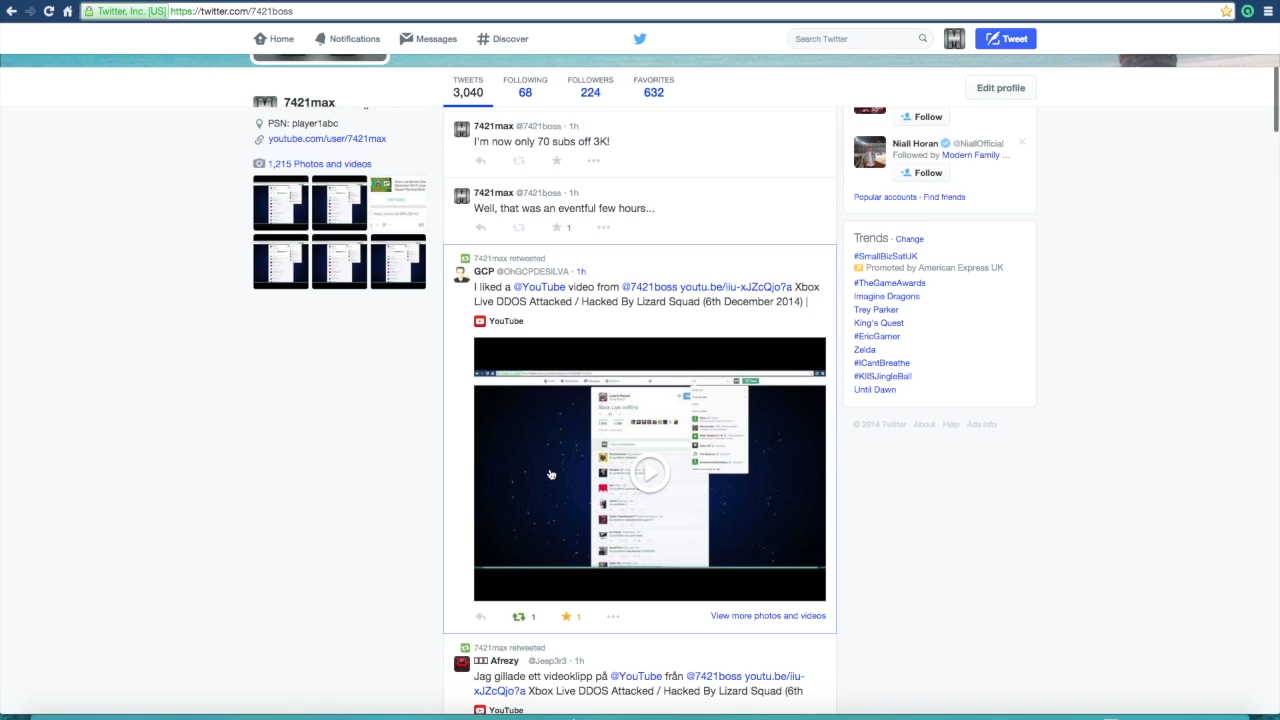 Twitter, Inc. [US] https://twitter.com/7421boss
Home Notifications Messages Discover Search Twitter Tweet
TWEETS FOLLOWING FOLLOWERS FAVORITES
3,040 68 224 632
Edit profile
7421max
PSN: player1abc
youtube.com/user/7421max
1,215 Photos and videos
7421max @7421boss · 1h
I'm now only 70 subs off 3K!
7421max @7421boss · 1h
Well, that was an eventful few hours...
1
7421max retweeted
GCP @OhGCPDESILVA · 1h
I liked a @YouTube video from @7421boss youtu.be/iiu-xJZcQjo?a Xbox
Live DDOS Attacked / Hacked By Lizard Squad (6th December 2014) |
YouTube
1 1 View more photos and videos
7421max retweeted
Afrezy @Jesp3r3 · 1h
Jag gillade ett videoklipp på @YouTube från @7421boss youtu.be/iiu-
xJZcQjo?a Xbox Live DDOS Attacked / Hacked By Lizard Squad (6th
YouTube
Follow
Niall Horan @NiallOfficial
Followed by Modern Family ...
Follow
Popular accounts · Find friends
Trends · Change
#SmallBizSatUK
Promoted by American Express UK
#TheGameAwards
Imagine Dragons
Trey Parker
King's Quest
#EricGarner
Zelda
#ICantBreathe
#KIISJingleBall
Until Dawn
© 2014 Twitter About Help Ads info